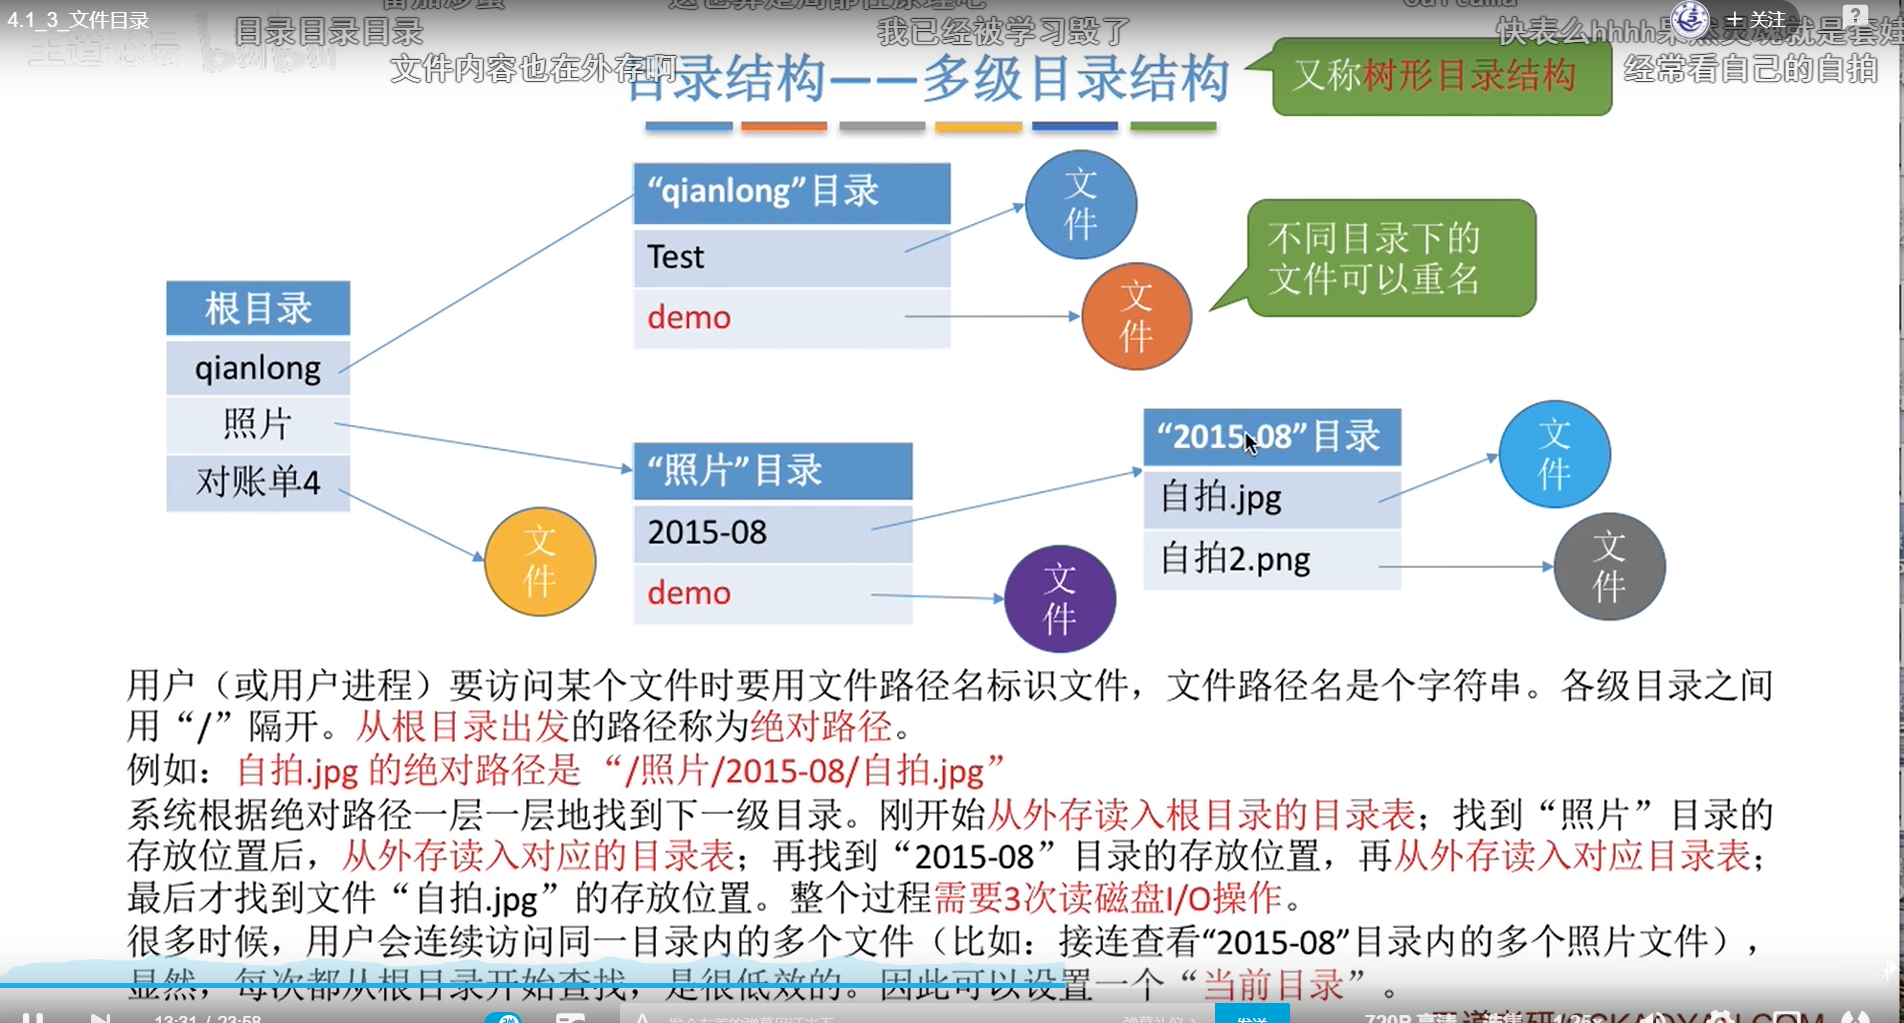 4.1_3_文件目录
目录目录目录
我已经被学习毁了
+ 关注
文件内容也在外存啊
目录结构——多级目录结构
又称树形目录结构
经常看自己的自拍
“qianlong”目录
Test
demo
文件
文件
不同目录下的
文件可以重名
根目录
qianlong
照片
对账单4
文件
“照片”目录
2015-08
demo
文件
“2015-08”目录
自拍.jpg
自拍2.png
文件
文件
用户（或用户进程）要访问某个文件时要用文件路径名标识文件，文件路径名是个字符串。各级目录之间
用“/”隔开。从根目录出发的路径称为绝对路径。
例如：自拍.jpg 的绝对路径是“/照片/2015-08/自拍.jpg”
系统根据绝对路径一层一层地找到下一级目录。刚开始从外存读入根目录的目录表；找到“照片”目录的
存放位置后，从外存读入对应的目录表；再找到“2015-08”目录的存放位置，再从外存读入对应目录表；
最后才找到文件“自拍.jpg”的存放位置。整个过程需要3次读磁盘I/O操作。
很多时候，用户会连续访问同一目录内的多个文件（比如：接连查看“2015-08”目录内的多个照片文件），
显然，每次都从根目录开始查找，是很低效的。因此可以设置一个“当前目录”。
13:31 / 23:58
发送
720P 高清
选集
1.25x